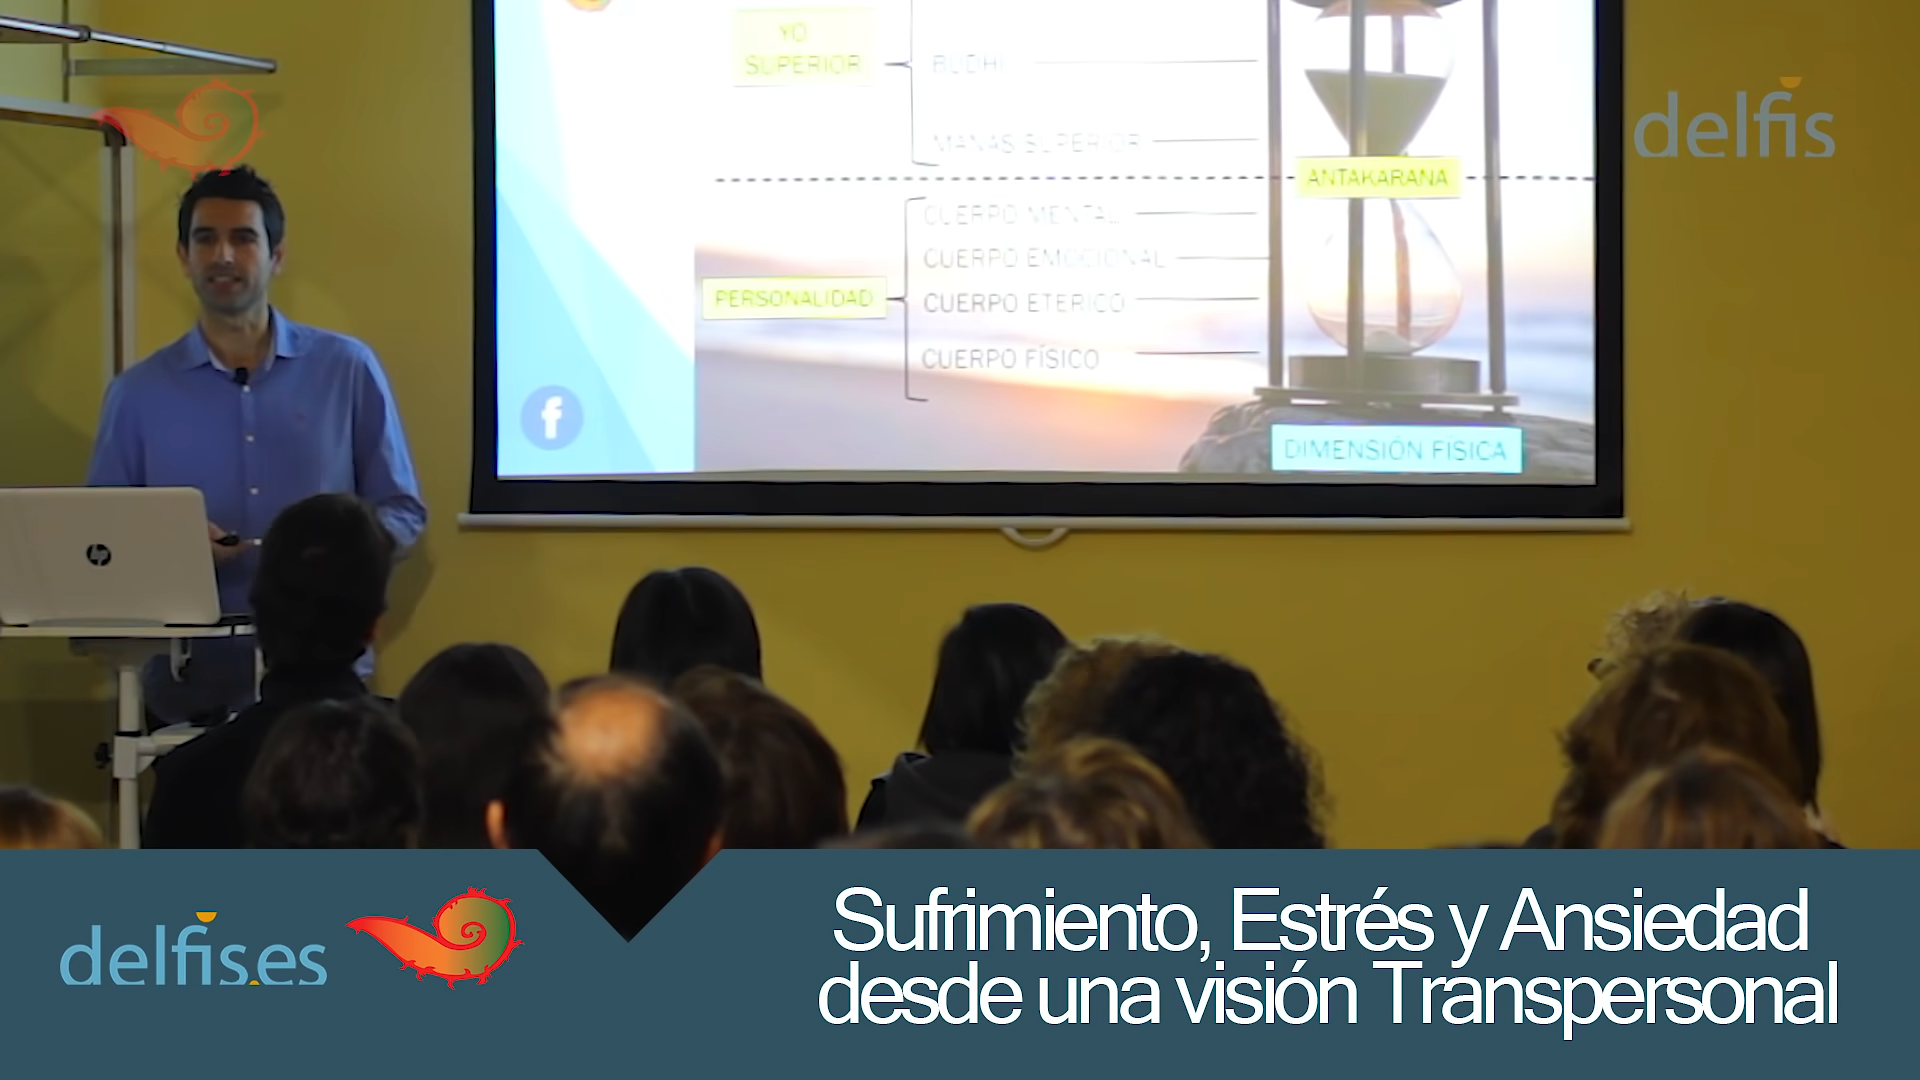 YO
SUPERIOR
BUDHI
MANAS SUPERIOR
ANTAKARANA
CUERPO MENTAL
CUERPO EMOCIONAL
PERSONALIDAD
CUERPO ETERICO
CUERPO FÍSICO
DIMENSIÓN FÍSICA
f
hp
delfis
delfis.es
Sufrimiento, Estrés y Ansiedad
desde una visión Transpersonal